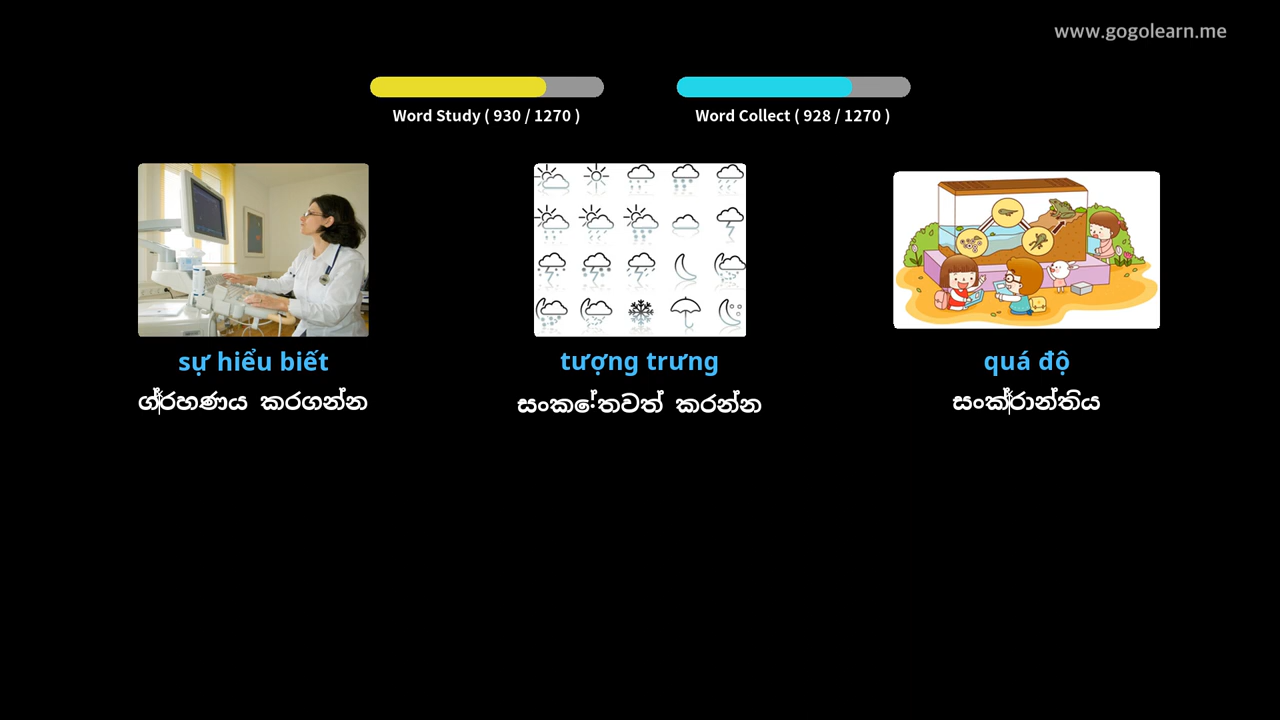 www.gogolearn.me
Word Study ( 930 / 1270 )
Word Collect ( 928 / 1270 )
sự hiểu biết
tượng trưng
quá độ
ග්‍රහණය කරගන්න
සංකේතවත් කරන්න
සංක්‍රාන්තිය